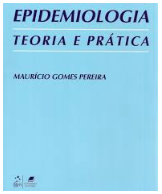 EPIDEMIOLOGIA
TEORIA E PRÁTICA
MAURÍCIO GOMES PEREIRA